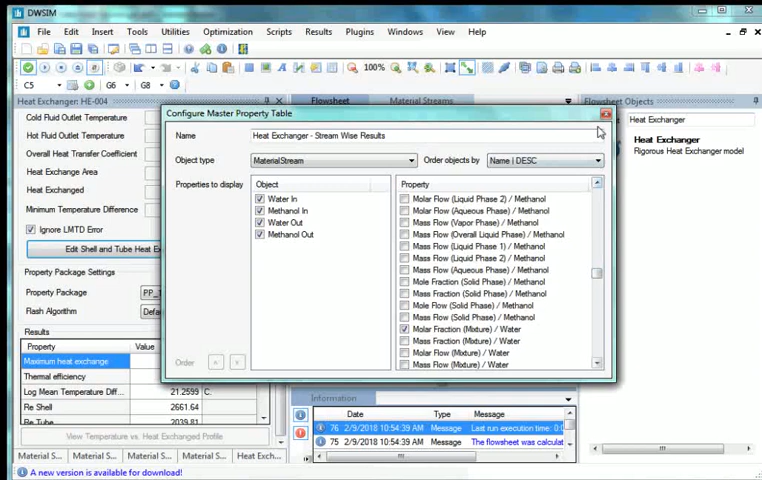 DWSIM
File Edit Insert Tools Utilities Optimization Scripts Results Plugins Windows View Help
100%
C5 G6 G8
Heat Exchanger: HE-004
Flowsheet Material Streams
Flowsheet Objects
Cold Fluid Outlet Temperature
Hot Fluid Outlet Temperature
Overall Heat Transfer Coefficient
Heat Exchange Area
Heat Exchanged
Minimum Temperature Difference
Ignore LMTD Error
Edit Shell and Tube Heat Ex
Property Package Settings
Property Package PP_1
Flash Algorithm Defa
Results
Property Value
Maximum heat exchange
Thermal efficiency
Log Mean Temperature Diff... 21.2599 C.
Re Shell 2661.64
Re Tube 2039.81
View Temperature vs. Heat Exchanged Profile
Material S... Material S... Material S... Material S... Heat Exch...
A new version is available for download!
Configure Master Property Table
Name Heat Exchanger - Stream Wise Results
Object type MaterialStream Order objects by Name | DESC
Properties to display
Object
Water In
Methanol In
Water Out
Methanol Out
Order
Property
Molar Flow (Liquid Phase 2) / Methanol
Molar Flow (Aqueous Phase) / Methanol
Mass Flow (Vapor Phase) / Methanol
Mass Flow (Overall Liquid Phase) / Methanol
Mass Flow (Liquid Phase 1) / Methanol
Mass Flow (Liquid Phase 2) / Methanol
Mass Flow (Aqueous Phase) / Methanol
Mole Fraction (Solid Phase) / Methanol
Mass Fraction (Solid Phase) / Methanol
Mole Flow (Solid Phase) / Methanol
Mass Flow (Solid Phase) / Methanol
Molar Fraction (Mixture) / Water
Mass Fraction (Mixture) / Water
Molar Flow (Mixture) / Water
Mass Flow (Mixture) / Water
Heat Exchanger
Heat Exchanger
Rigorous Heat Exchanger model
Information
Date Type Message
76 2/9/2018 10:54:39 AM Message Last run execution time: 0:
75 2/9/2018 10:54:39 AM Message The flowsheet was calculat